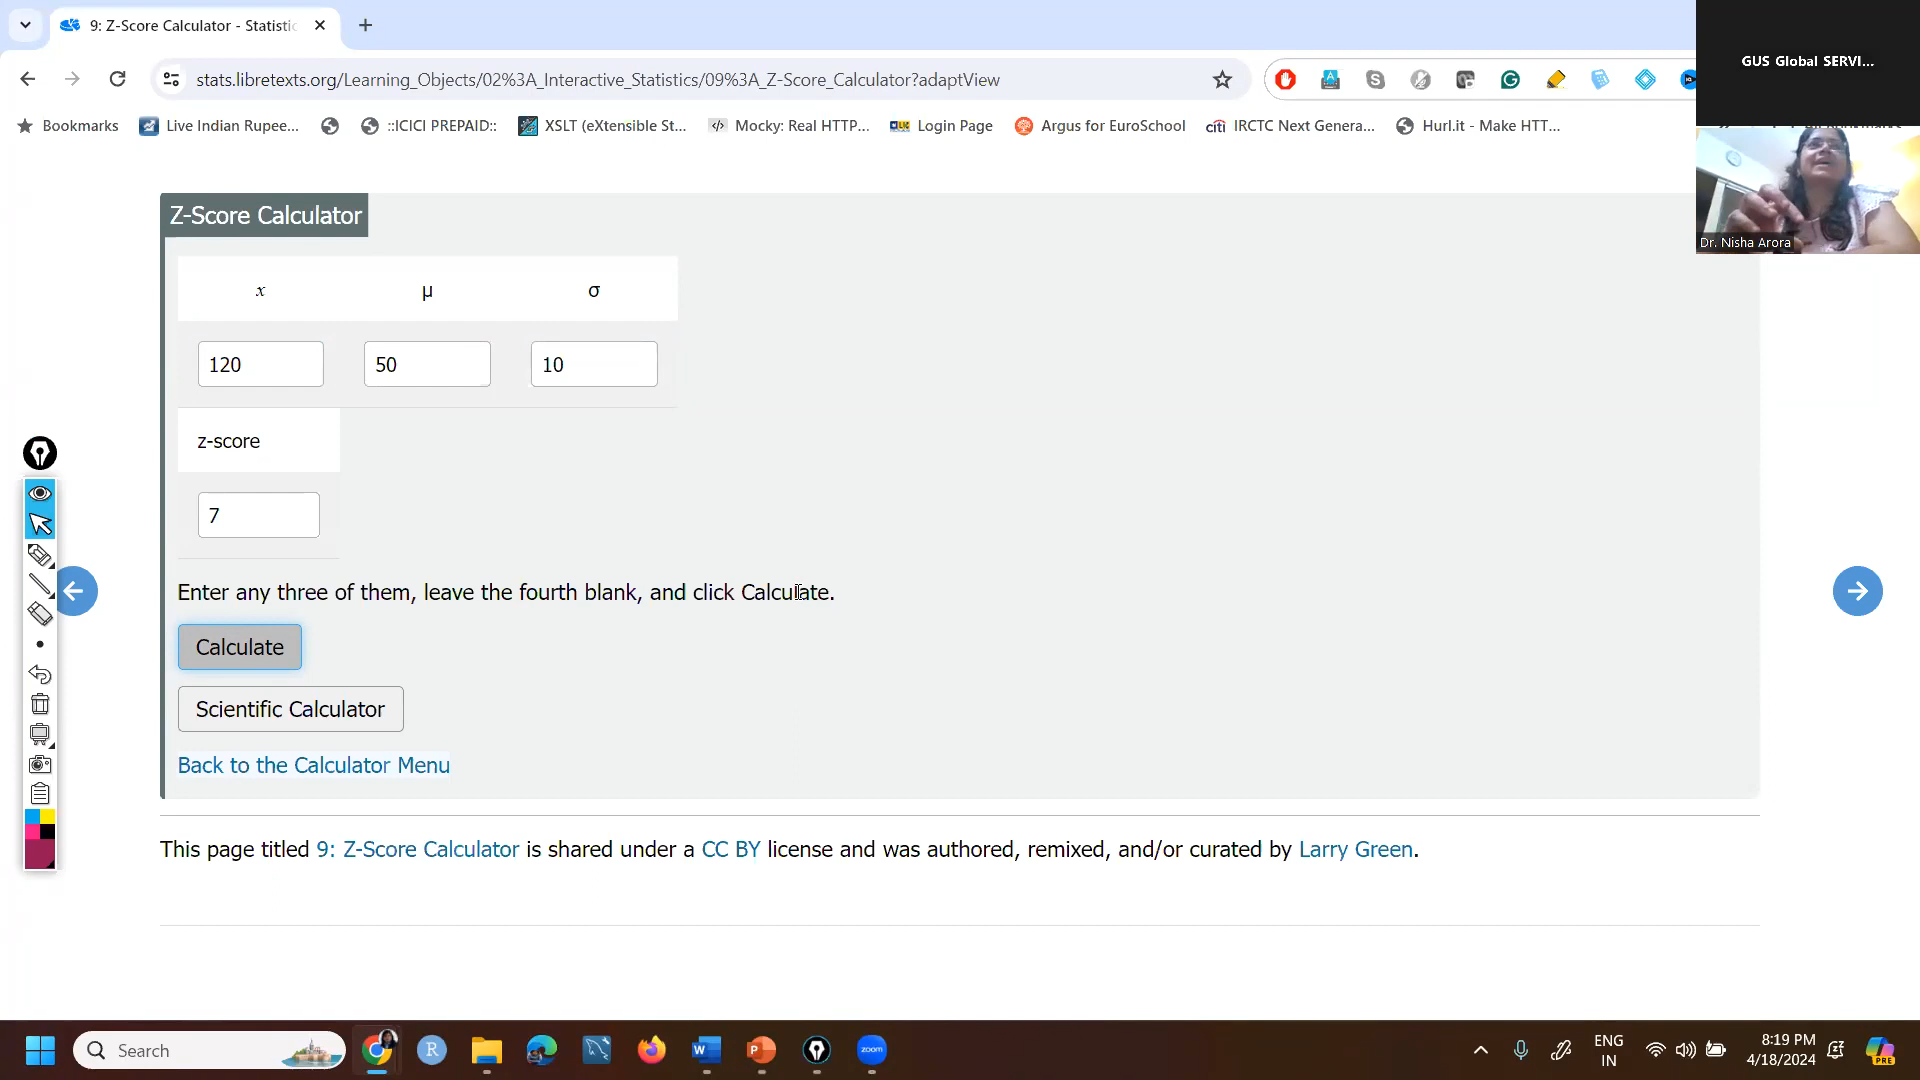 9: Z-Score Calculator - Statistic
stats.libretexts.org/Learning_Objects/02%3A_Interactive_Statistics/09%3A_Z-Score_Calculator?adaptView
GUS Global SERVI...
Bookmarks
Live Indian Rupee...
::ICICI PREPAID::
XSLT (eXtensible St...
Mocky: Real HTTP...
Login Page
Argus for EuroSchool
citi
IRCTC Next Genera...
Hurl.it - Make HTT...
Dr. Nisha Arora
Z-Score Calculator
x μ σ
120 50 10
z-score
7
Enter any three of them, leave the fourth blank, and click Calculate.
Calculate
Scientific Calculator
Back to the Calculator Menu
This page titled 9: Z-Score Calculator is shared under a CC BY license and was authored, remixed, and/or curated by Larry Green.
Search
zoom
ENG
IN
8:19 PM
4/18/2024
PRE